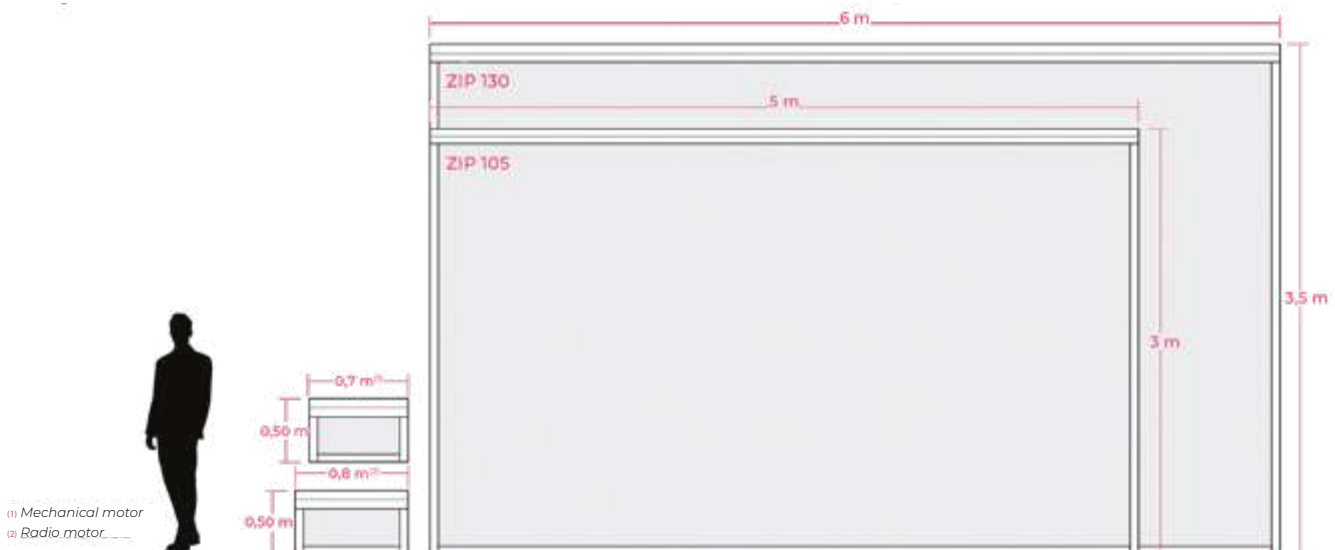 6 m
ZIP 130
5 m
ZIP 105
3,5 m
3 m
0,7 m(1)
0,50 m
0,8 m(2)
0,50 m
(1) Mechanical motor
(2) Radio motor